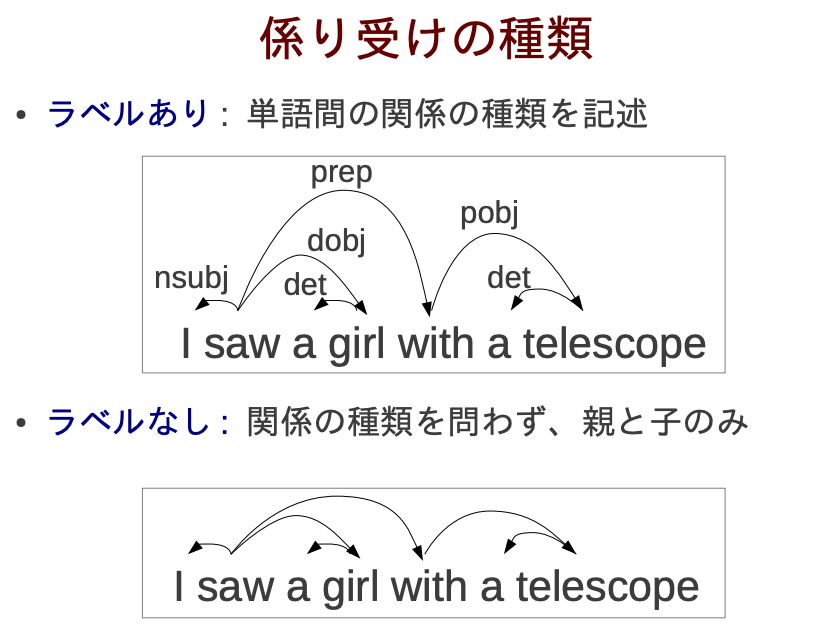 係り受けの種類
• ラベルあり： 単語間の関係の種類を記述
prep
pobj
dobj
nsubj
det
det
I saw a girl with a telescope
• ラベルなし： 関係の種類を問わず、親と子のみ
I saw a girl with a telescope